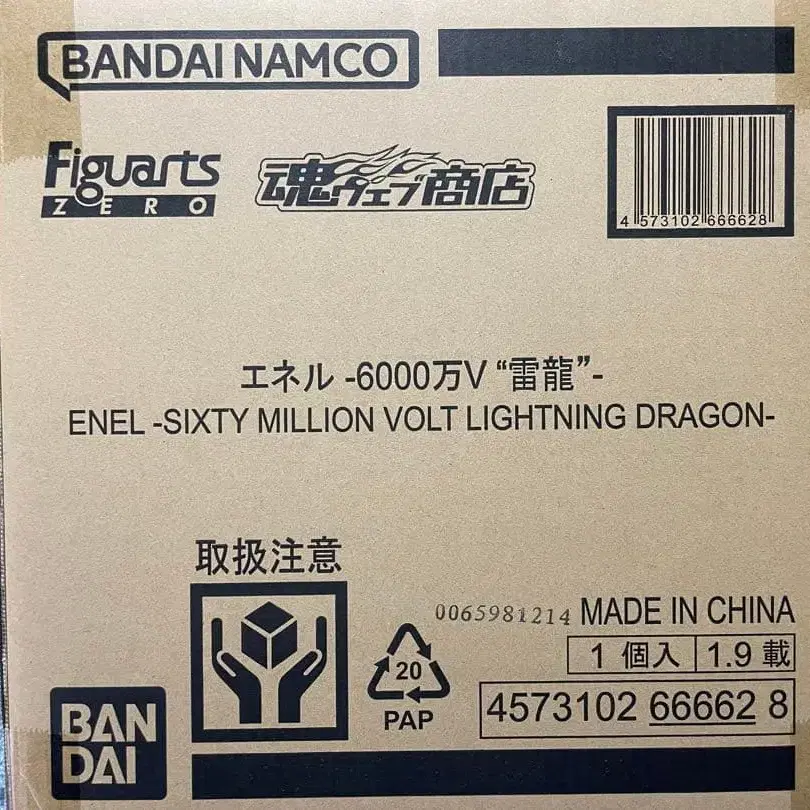 BANDAI NAMCO
Figuarts
ZERO
魂ウェブ商店
4 573102 666628
エネル -6000万V “雷龍”-
ENEL -SIXTY MILLION VOLT LIGHTNING DRAGON-
取扱注意
0065981214 MADE IN CHINA
1 個入 1.9 載
20
PAP
4573102 66662 8
BAN
DAI